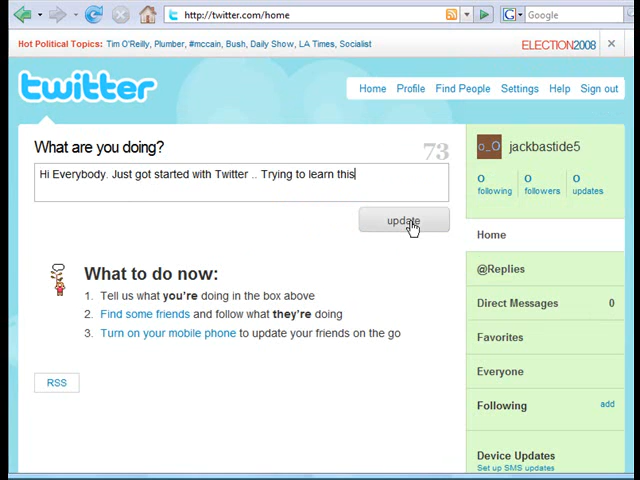 http://twitter.com/home
Google
Hot Political Topics: Tim O'Reilly, Plumber, #mccain, Bush, Daily Show, LA Times, Socialist
ELECTION2008
twitter
Home Profile Find People Settings Help Sign out
What are you doing?
73
Hi Everybody. Just got started with Twitter .. Trying to learn this
update
o_O
jackbastide5
0 0 0
following followers updates
Home
@Replies
Direct Messages 0
Favorites
Everyone
Following add
Device Updates
Set up SMS updates
What to do now:
1. Tell us what you're doing in the box above
2. Find some friends and follow what they're doing
3. Turn on your mobile phone to update your friends on the go
RSS